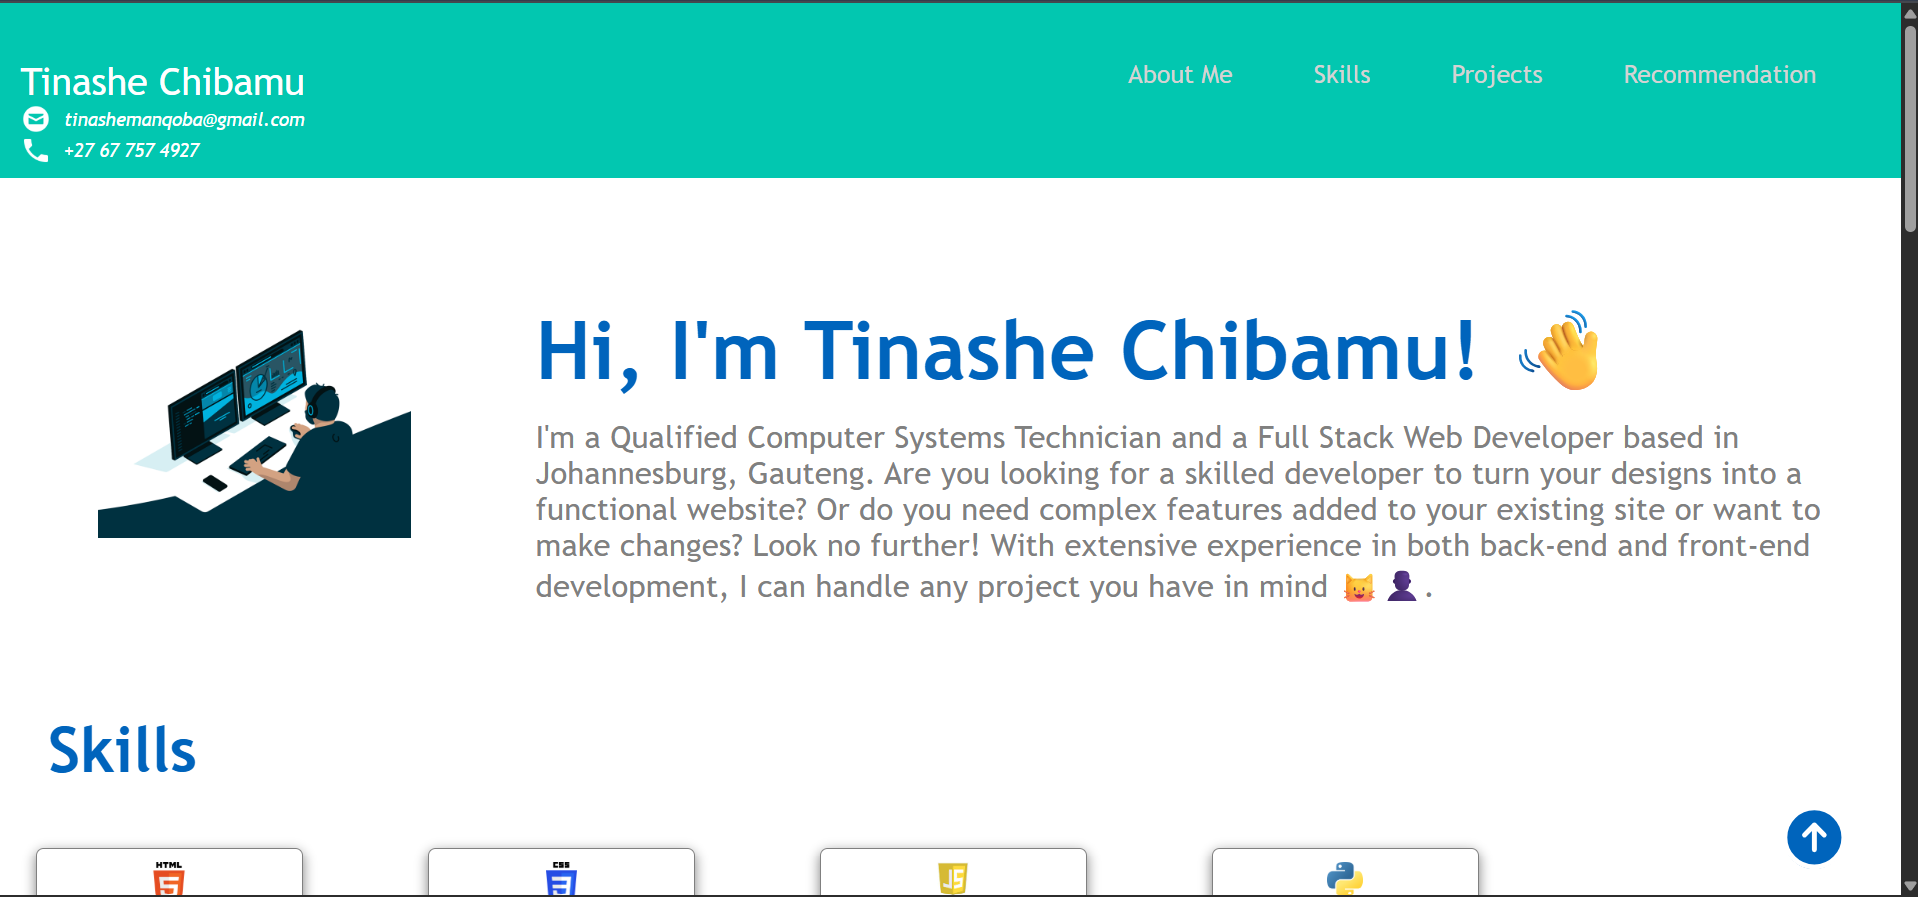 Tinashe Chibamu
tinashemanqoba@gmail.com
+27 67 757 4927
About Me
Skills
Projects
Recommendation
Hi, I'm Tinashe Chibamu!
I'm a Qualified Computer Systems Technician and a Full Stack Web Developer based in
Johannesburg, Gauteng. Are you looking for a skilled developer to turn your designs into a
functional website? Or do you need complex features added to your existing site or want to
make changes? Look no further! With extensive experience in both back-end and front-end
development, I can handle any project you have in mind 😺👤.
Skills
HTML
5
CSS
3
JS